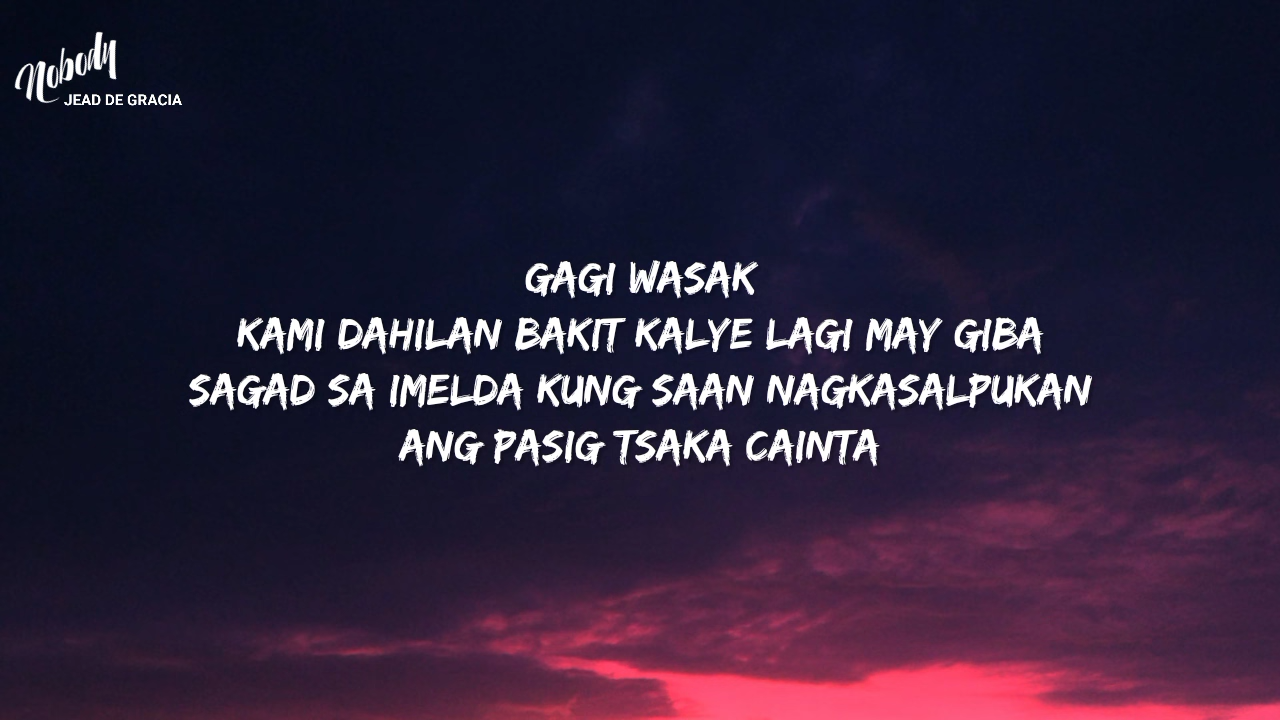 Nobody
JEAD DE GRACIA
GAGI WASAK
KAMI DAHILAN BAKIT KALYE LAGI MAY GIBA
SAGAD SA IMELDA KUNG SAAN NAGKASALPUKAN
ANG PASIG TSAKA CAINTA